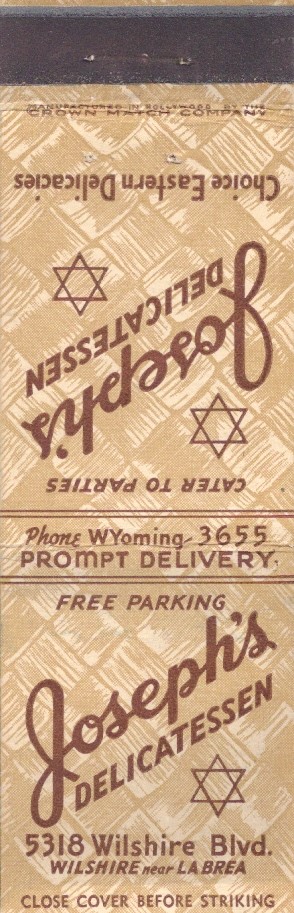 MANUFACTURED IN HOLLYWOOD BY THE
CROWN MATCH COMPANY
Choice Eastern Delicacies
Joseph's
DELICATESSEN
CATER TO PARTIES
Phone WYoming-3655
PROMPT DELIVERY
FREE PARKING
Joseph's
DELICATESSEN
5318 Wilshire Blvd.
WILSHIRE near LA BREA
CLOSE COVER BEFORE STRIKING